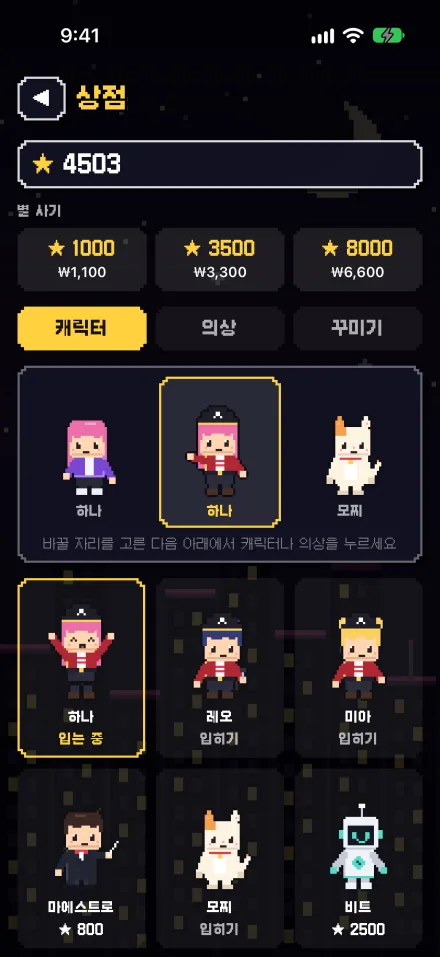 9:41
상점
★ 4503
별 사기
★ 1000 ★ 3500 ★ 8000
₩1,100 ₩3,300 ₩6,600
캐릭터 의상 꾸미기
하나 하나 모찌
바꿀 자리를 고른 다음 아래에서 캐릭터나 의상을 누르세요
하나 레오 미아
입는 중 입히기 입히기
마에스트로 모찌 비트
★ 800 입히기 ★ 2500